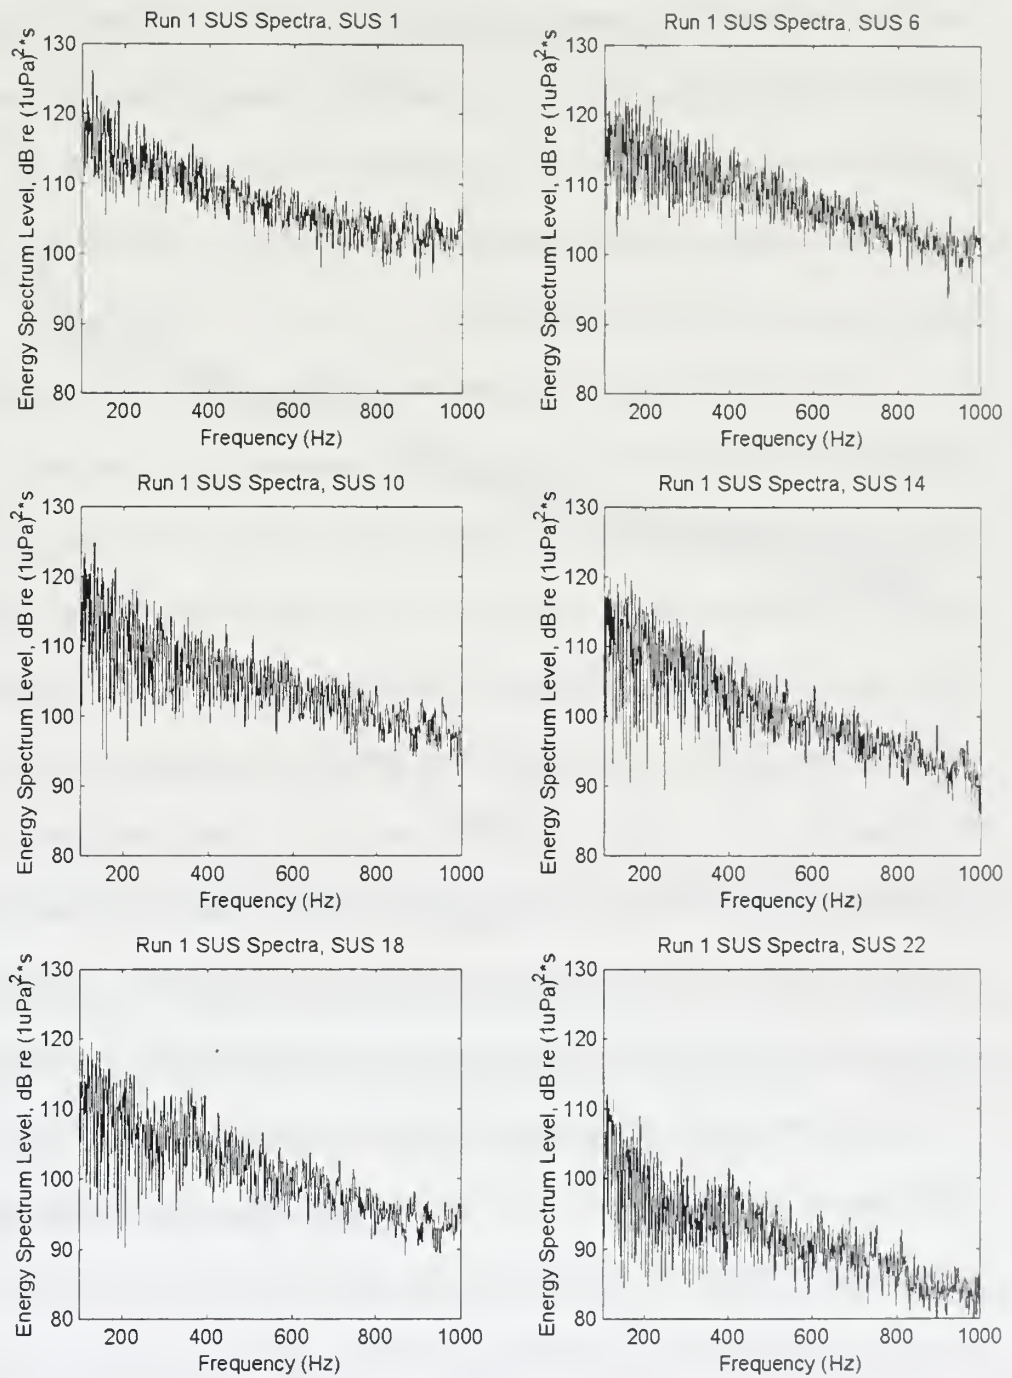 Run 1 SUS Spectra, SUS 1
Energy Spectrum Level, dB re (1uPa)²*s
130
120
110
100
90
80
200 400 600 800 1000
Frequency (Hz)
Run 1 SUS Spectra, SUS 6
Energy Spectrum Level, dB re (1uPa)²*s
130
120
110
100
90
80
200 400 600 800 1000
Frequency (Hz)
Run 1 SUS Spectra, SUS 10
Energy Spectrum Level, dB re (1uPa)²*s
130
120
110
100
90
80
200 400 600 800 1000
Frequency (Hz)
Run 1 SUS Spectra, SUS 14
Energy Spectrum Level, dB re (1uPa)²*s
130
120
110
100
90
80
200 400 600 800 1000
Frequency (Hz)
Run 1 SUS Spectra, SUS 18
Energy Spectrum Level, dB re (1uPa)²*s
130
120
110
100
90
80
200 400 600 800 1000
Frequency (Hz)
Run 1 SUS Spectra, SUS 22
Energy Spectrum Level, dB re (1uPa)²*s
130
120
110
100
90
80
200 400 600 800 1000
Frequency (Hz)